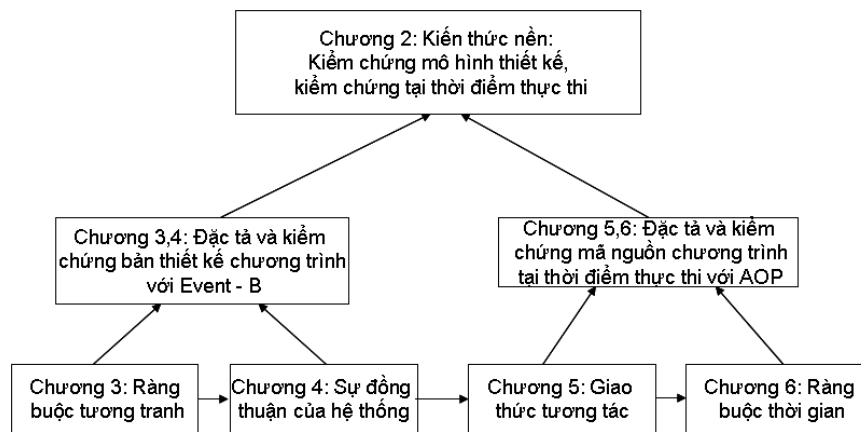 Chương 2: Kiến thức nền:
Kiểm chứng mô hình thiết kế,
kiểm chứng tại thời điểm thực thi
Chương 3,4: Đặc tả và kiểm
chứng bản thiết kế chương trình
với Event - B
Chương 5,6: Đặc tả và kiểm
chứng mã nguồn chương trình
tại thời điểm thực thi với AOP
Chương 3: Ràng
buộc tương tranh
Chương 4: Sự đồng
thuận của hệ thống
Chương 5: Giao
thức tương tác
Chương 6: Ràng
buộc thời gian